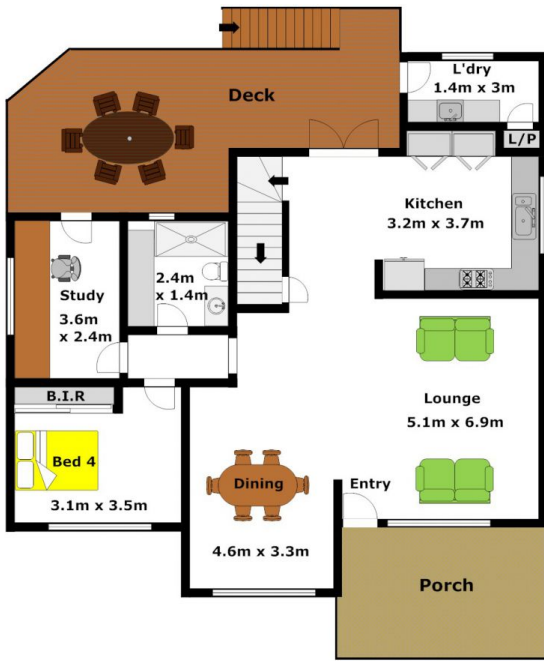 Deck
L'dry
1.4m x 3m
L/P
Kitchen
3.2m x 3.7m
2.4m
x 1.4m
Study
3.6m
x 2.4m
B.I.R
Bed 4
3.1m x 3.5m
Lounge
5.1m x 6.9m
Dining
4.6m x 3.3m
Entry
Porch